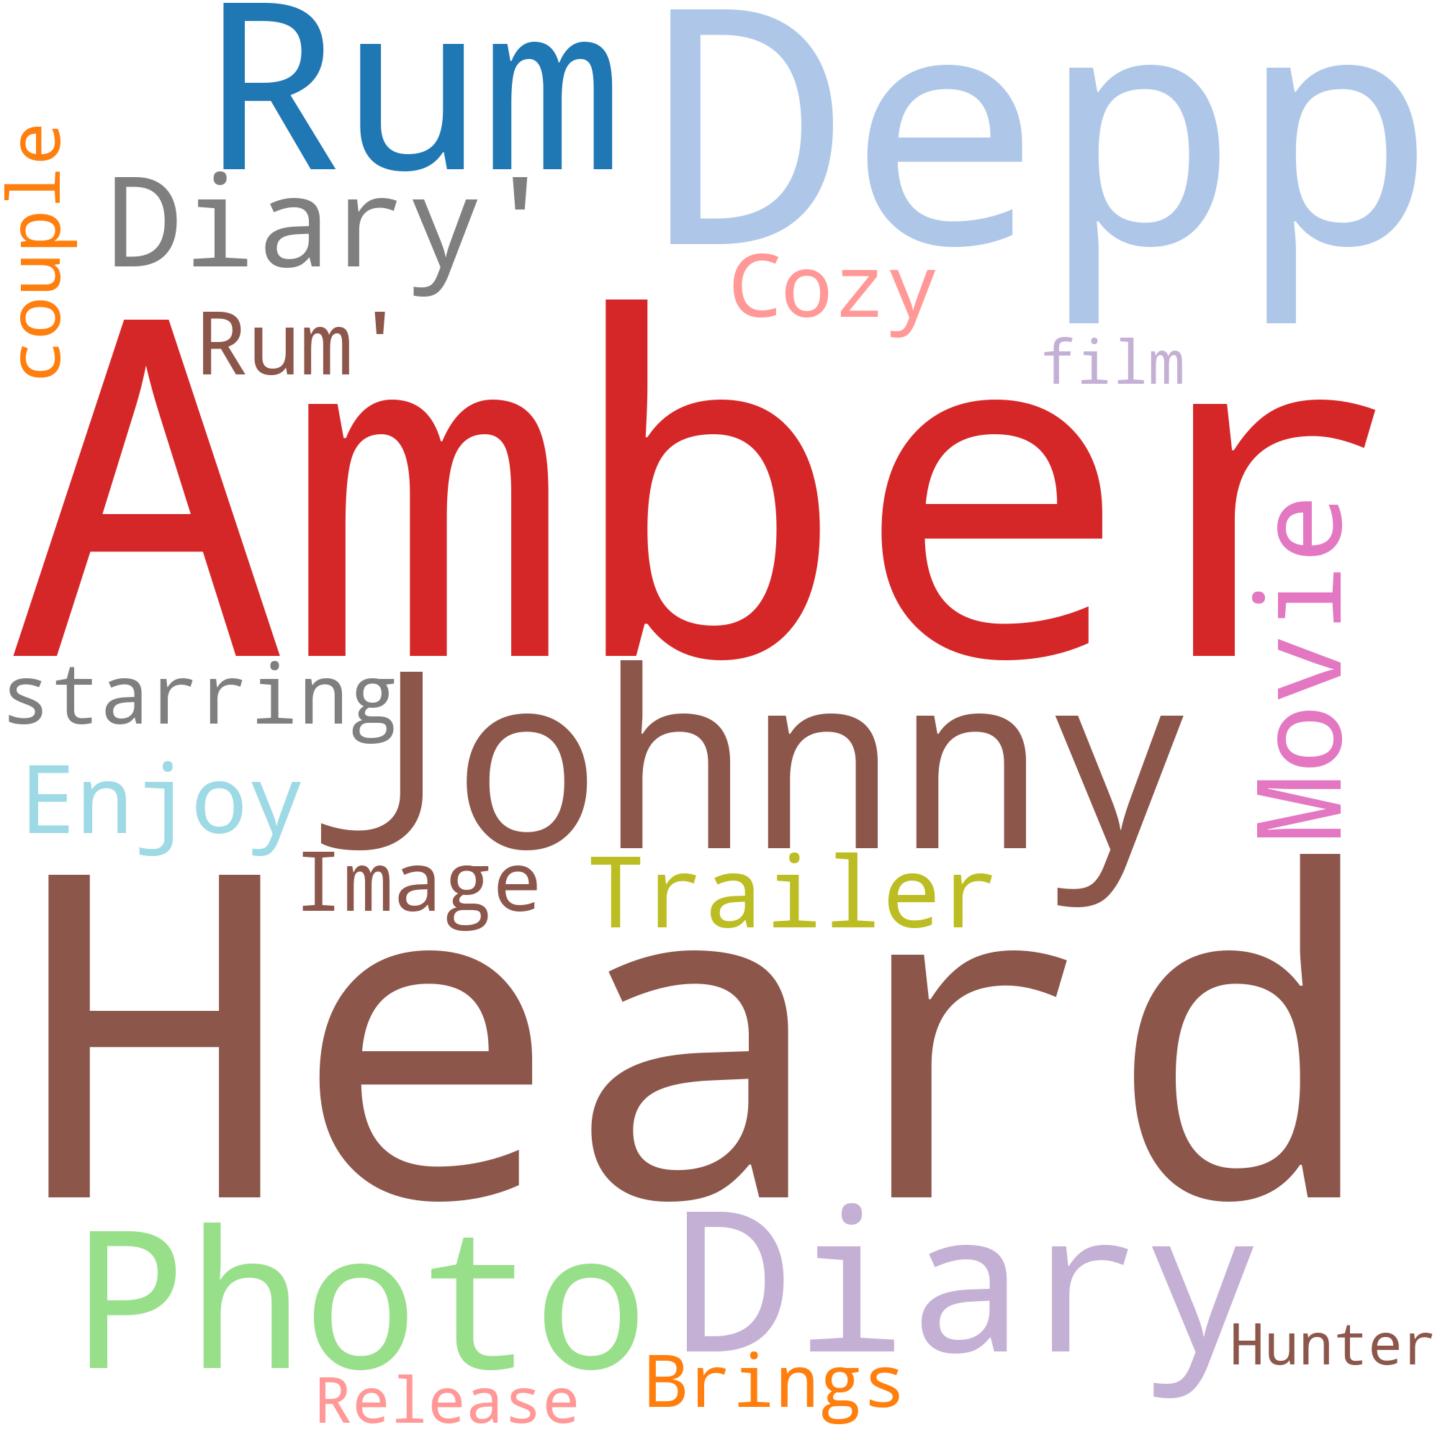 Rum
Depp
couple
Diary'
Cozy
Rum'
film
Amber
Movie
starring
Johnny
Enjoy
Image
Trailer
Heard
Photo
Diary
Hunter
Brings
Release